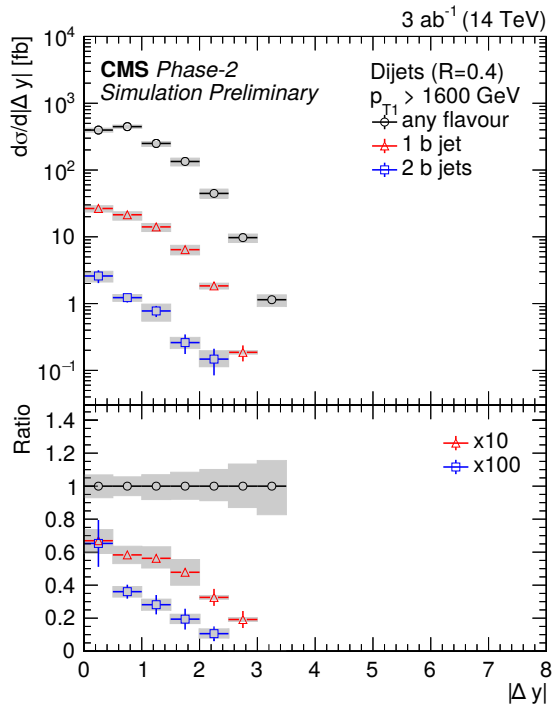 3 ab⁻¹ (14 TeV)
dσ/d|Δ y| [fb]
CMS Phase-2
Simulation Preliminary
Dijets (R=0.4)
p_T1 > 1600 GeV
any flavour
1 b jet
2 b jets
10⁴
10³
10²
10
1
10⁻¹
Ratio
x10
x100
1.4
1.2
1
0.8
0.6
0.4
0.2
0
0 1 2 3 4 5 6 7 8
|Δ y|